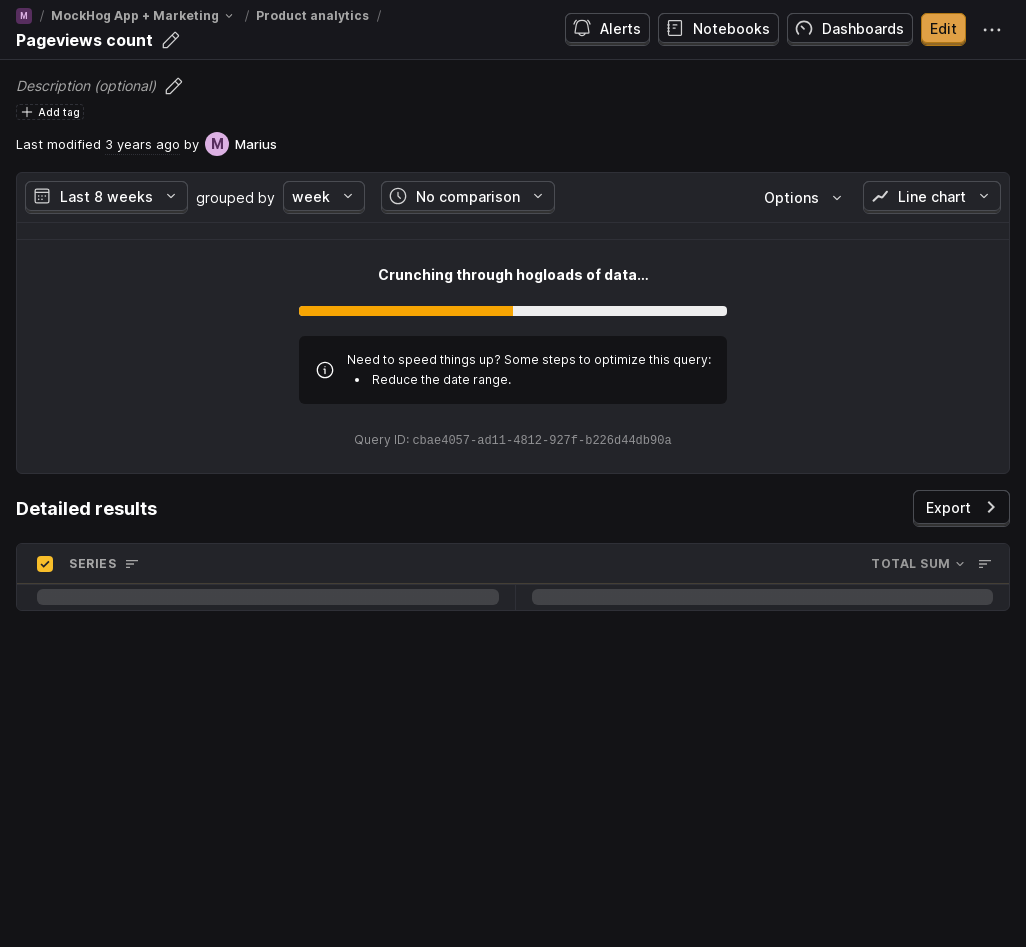 M / MockHog App + Marketing / Product analytics /
Pageviews count
Alerts
Notebooks
Dashboards
Edit
Description (optional)
Add tag
Last modified 3 years ago by M Marius
Last 8 weeks grouped by week No comparison Options Line chart
Crunching through hogloads of data...
Need to speed things up? Some steps to optimize this query:
• Reduce the date range.
Query ID: cbae4057-ad11-4812-927f-b226d44db90a
Detailed results
Export
SERIES TOTAL SUM